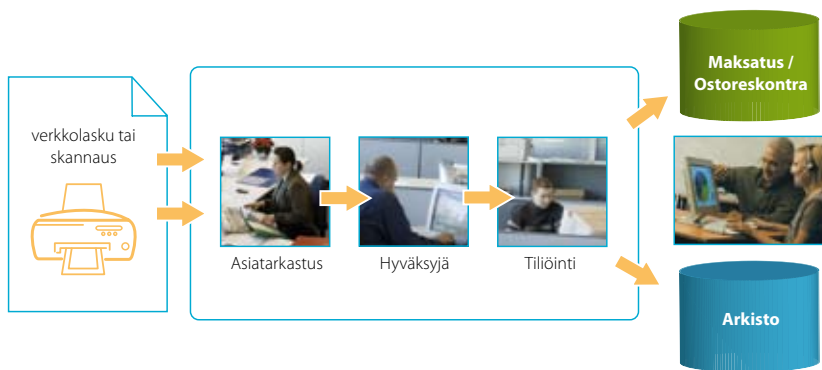 verkkolasku tai
skannaus
Asiatarkastus
Hyväksyjä
Tiliöinti
Maksatus /
Ostoreskontra
Arkisto